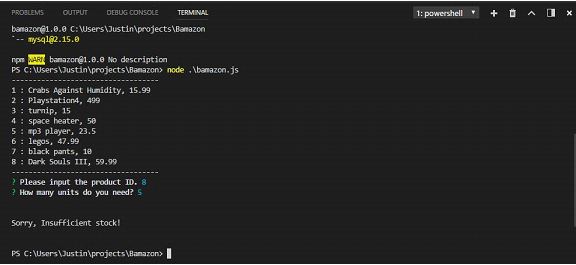 PROBLEMS OUTPUT DEBUG CONSOLE TERMINAL 1: powershell
bamazon@1.0.0 C:\Users\Justin\projects\Bamazon
`-- mysql@2.15.0
npm WARN bamazon@1.0.0 No description
PS C:\Users\Justin\projects\Bamazon> node .\bamazon.js
----------------------------------
1 : Crabs Against Humidity, 15.99
2 : Playstation4, 499
3 : turnip, 15
4 : space heater, 50
5 : mp3 player, 23.5
6 : legos, 47.99
7 : black pants, 10
8 : Dark Souls III, 59.99
----------------------------------
? Please input the product ID. 8
? How many units do you need? 5
Sorry, Insufficient stock!
PS C:\Users\Justin\projects\Bamazon>